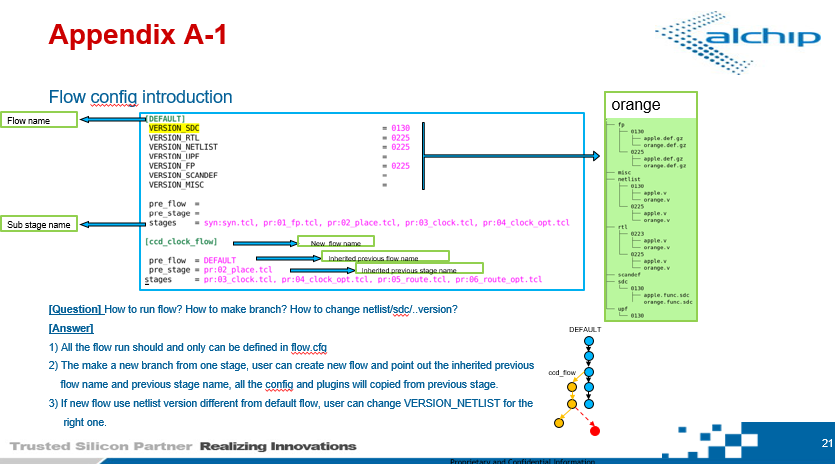 Appendix A-1
alchip
Flow config introduction
orange
Flow name
[DEFAULT]
VERSION_SDC = 0130
VERSION_RTL = 0225
VERSION_NETLIST = 0225
VERSION_UPF =
VERSION_FP = 0225
VERSION_SCANDEF =
VERSION_MISC =
pre_flow =
pre_stage =
Sub stage name
stages = syn:syn.tcl, pr:01_fp.tcl, pr:02_place.tcl, pr:03_clock.tcl, pr:04_clock_opt.tcl
[ccd_clock_flow]
New flow name
pre_flow = DEFAULT
Inherited previous flow name
pre_stage = pr:02_place.tcl
Inherited previous stage name
stages = pr:03_clock.tcl, pr:04_clock_opt.tcl, pr:05_route.tcl, pr:06_route_opt.tcl
fp
0130
apple.def.gz
orange.def.gz
0225
apple.def.gz
orange.def.gz
misc
netlist
0130
apple.v
orange.v
0225
apple.v
orange.v
rtl
0223
apple.v
orange.v
0225
apple.v
orange.v
scandef
sdc
0130
apple.func.sdc
orange.func.sdc
upf
0130
[Question] How to run flow? How to make branch? How to change netlist/sdc/..version?
[Answer]
1) All the flow run should and only can be defined in flow.cfg
2) The make a new branch from one stage, user can create new flow and point out the inherited previous
flow name and previous stage name, all the config and plugins will copied from previous stage.
3) If new flow use netlist version different from default flow, user can change VERSION_NETLIST for the
right one.
DEFAULT
ccd_flow
Trusted Silicon Partner Realizing Innovations
21
Proprietary and Confidential Information